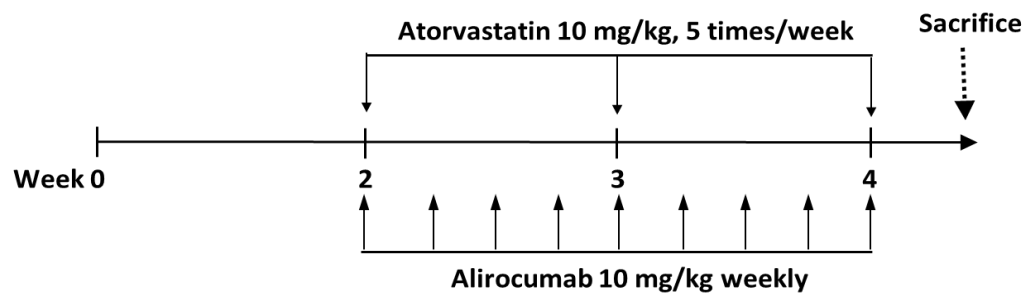 Atorvastatin 10 mg/kg, 5 times/week
Sacrifice
Week 0
2
3
4
Alirocumab 10 mg/kg weekly